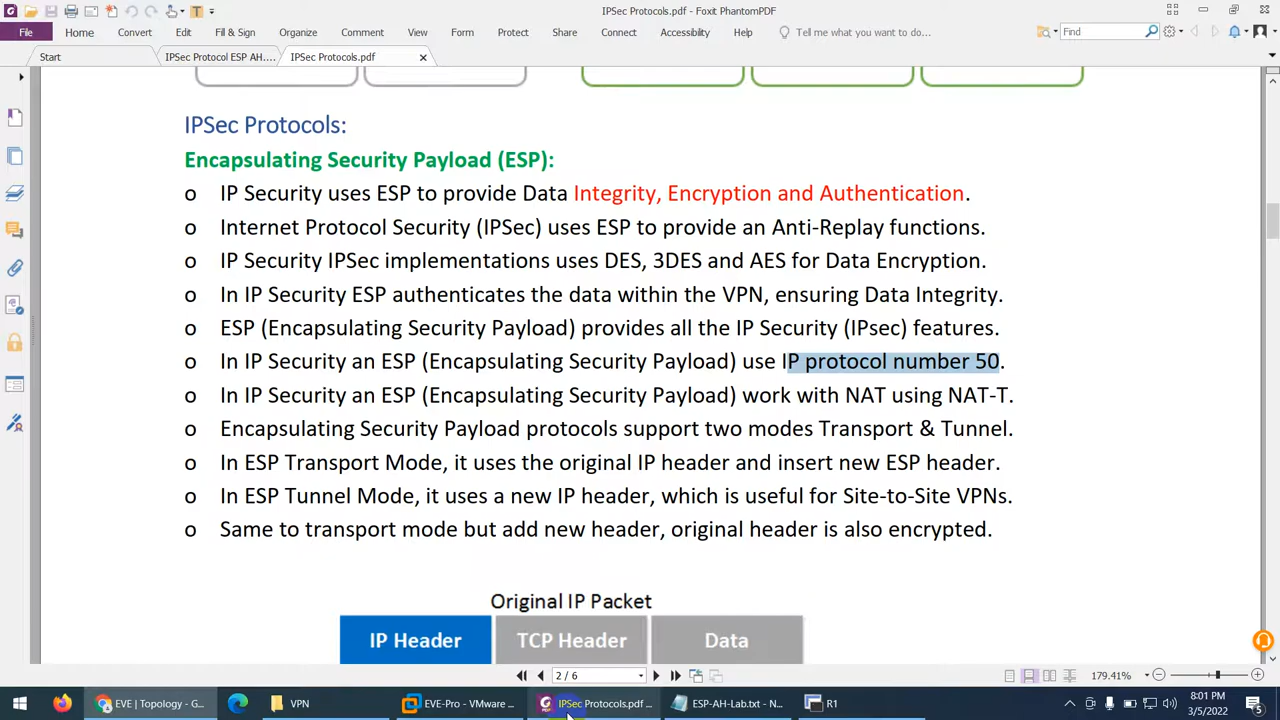 IPSec Protocols.pdf - Foxit PhantomPDF
File Home Convert Edit Fill & Sign Organize Comment View Form Protect Share Connect Accessibility Help Tell me what you want to do... Find
Start IPSec Protocol ESP AH.... IPSec Protocols.pdf
IPSec Protocols:
Encapsulating Security Payload (ESP):
o IP Security uses ESP to provide Data Integrity, Encryption and Authentication.
o Internet Protocol Security (IPSec) uses ESP to provide an Anti-Replay functions.
o IP Security IPSec implementations uses DES, 3DES and AES for Data Encryption.
o In IP Security ESP authenticates the data within the VPN, ensuring Data Integrity.
o ESP (Encapsulating Security Payload) provides all the IP Security (IPsec) features.
o In IP Security an ESP (Encapsulating Security Payload) use IP protocol number 50.
o In IP Security an ESP (Encapsulating Security Payload) work with NAT using NAT-T.
o Encapsulating Security Payload protocols support two modes Transport & Tunnel.
o In ESP Transport Mode, it uses the original IP header and insert new ESP header.
o In ESP Tunnel Mode, it uses a new IP header, which is useful for Site-to-Site VPNs.
o Same to transport mode but add new header, original header is also encrypted.
Original IP Packet
IP Header TCP Header Data
2 / 6 179.41%
EVE | Topology - G... VPN EVE-Pro - VMware ... IPSec Protocols.pdf ... ESP-AH-Lab.txt - N... R1 8:01 PM
3/5/2022